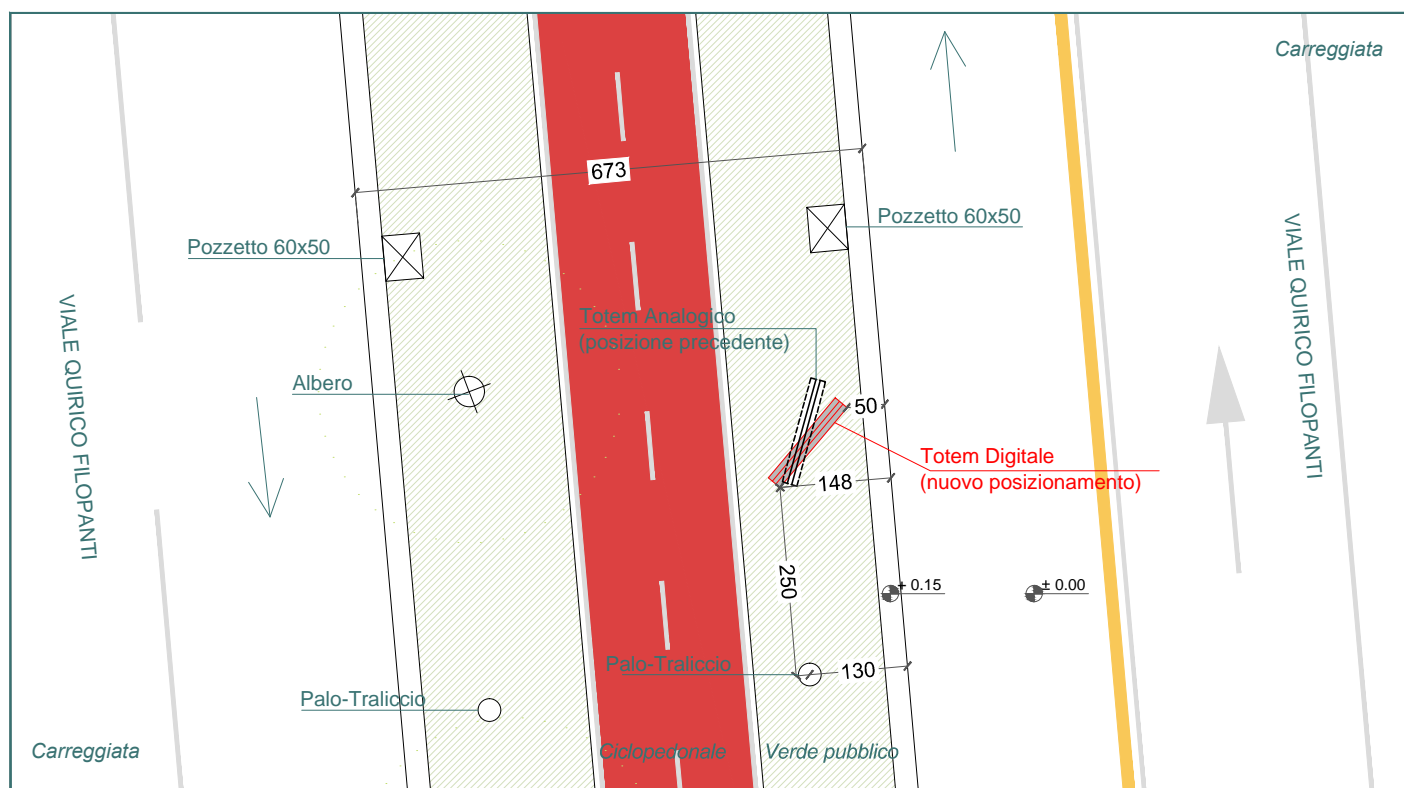 Carreggiata
673
Pozzetto 60x50
Pozzetto 60x50
VIALE QUIRICO FILOPANTI
VIALE QUIRICO FILOPANTI
Totem Analogico
(posizione precedente)
Albero
50
Totem Digitale
(nuovo posizionamento)
148
250
+ 0.15
± 0.00
Palo-Traliccio
130
Palo-Traliccio
Carreggiata
Ciclopedonale
Verde pubblico